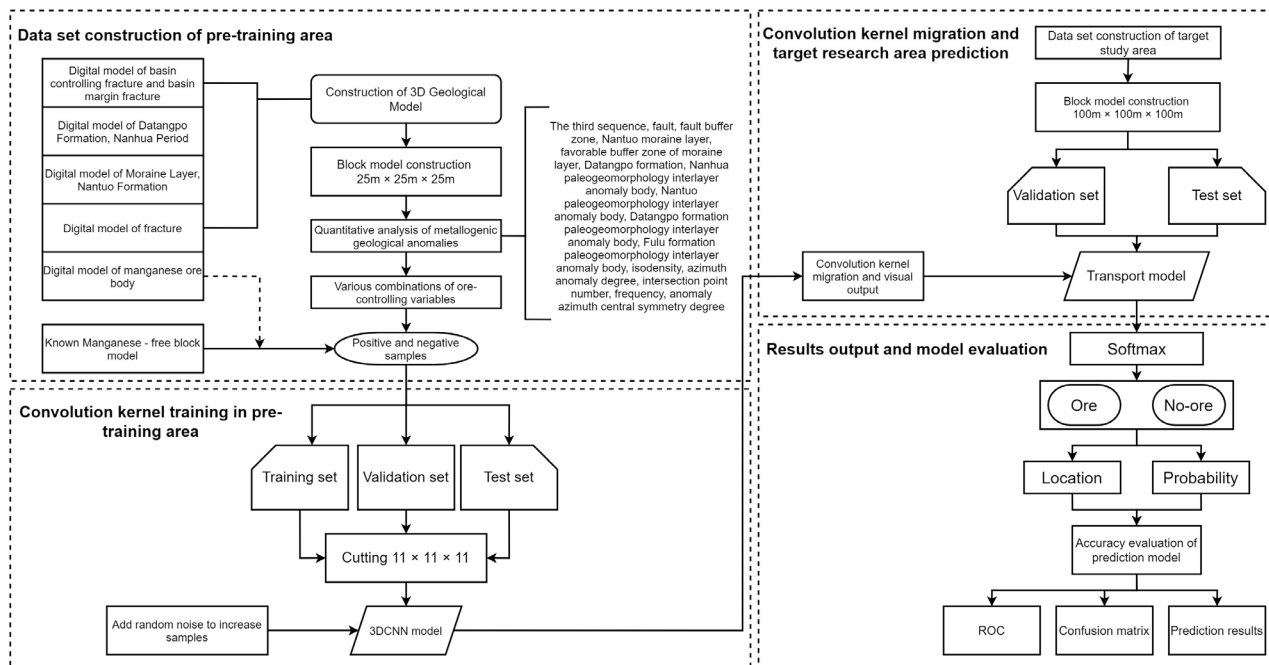 Data set construction of pre-training area
Digital model of basin
controlling fracture and basin
margin fracture
Digital model of Datangpo
Formation, Nanhua Period
Digital model of Moraine Layer,
Nantuo Formation
Digital model of fracture
Digital model of manganese ore
body
Known Manganese - free block
model
Construction of 3D Geological
Model
Block model construction
25m × 25m × 25m
Quantitative analysis of metallogenic
geological anomalies
Various combinations of ore-
controlling variables
Positive and negative
samples
The third sequence, fault, fault buffer
zone, Nantuo moraine layer,
favorable buffer zone of moraine
layer, Datangpo formation, Nanhua
paleogeomorphology interlayer
anomaly body, Nantuo
paleogeomorphology interlayer
anomaly body, Datangpo formation
paleogeomorphology interlayer
anomaly body, Fulu formation
paleogeomorphology interlayer
anomaly body, isodensity, azimuth
anomaly degree, intersection point
number, frequency, anomaly
azimuth central symmetry degree
Convolution kernel training in pre-
training area
Training set
Validation set
Test set
Cutting 11 × 11 × 11
Add random noise to increase
samples
3DCNN model
Convolution kernel migration and
target research area prediction
Data set construction of target
study area
Block model construction
100m × 100m × 100m
Validation set
Test set
Convolution kernel
migration and visual
output
Transport model
Results output and model evaluation
Softmax
Ore
No-ore
Location
Probability
Accuracy evaluation of
prediction model
ROC
Confusion matrix
Prediction results